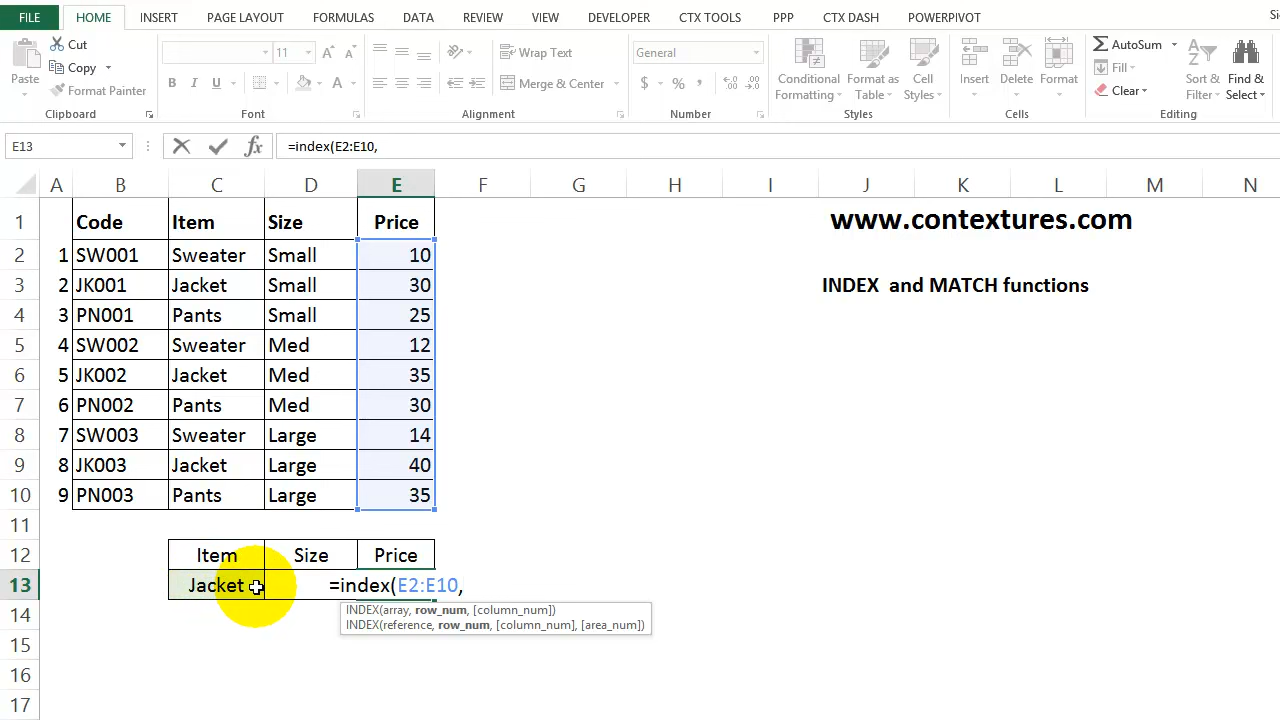 FILE HOME INSERT PAGE LAYOUT FORMULAS DATA REVIEW VIEW DEVELOPER CTX TOOLS PPP CTX DASH POWERPIVOT Si
Paste
Cut
Copy
Format Painter
Clipboard
11 A A
B I U A
Font
Wrap Text
Merge & Center
Alignment
General
$ % ,
Number
Conditional Formatting
Format as Table
Cell Styles
Styles
Insert
Delete
Format
Cells
AutoSum
Fill
Clear
Sort & Filter
Find & Select
Editing
E13 fx =index(E2:E10,
A B C D E F G H I J K L M N
1 Code Item Size Price www.contextures.com
2 1 SW001 Sweater Small 10
3 2 JK001 Jacket Small 30 INDEX and MATCH functions
4 3 PN001 Pants Small 25
5 4 SW002 Sweater Med 12
6 5 JK002 Jacket Med 35
7 6 PN002 Pants Med 30
8 7 SW003 Sweater Large 14
9 8 JK003 Jacket Large 40
10 9 PN003 Pants Large 35
11
12 Item Size Price
13 Jacket =index(E2:E10,
INDEX(array, row_num, [column_num])
INDEX(reference, row_num, [column_num], [area_num])
14
15
16
17